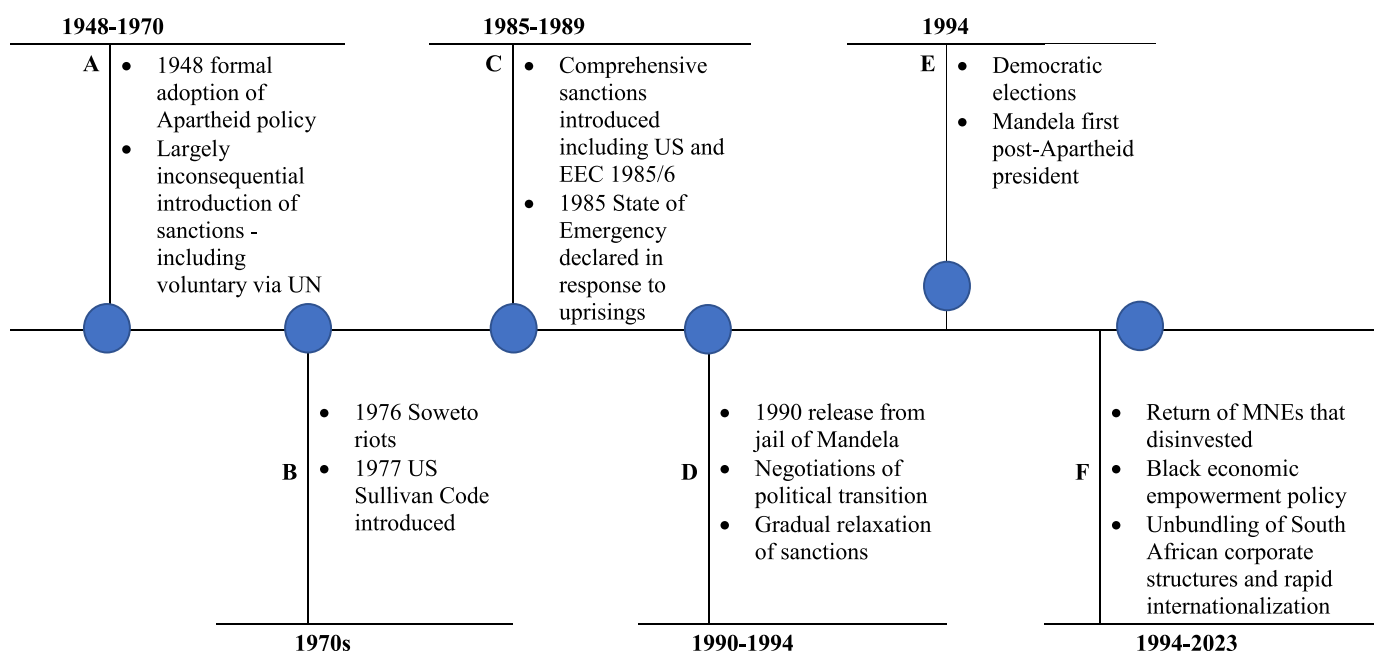 1948-1970
A
• 1948 formal
adoption of
Apartheid policy
• Largely
inconsequential
introduction of
sanctions -
including
voluntary via UN
1985-1989
C
• Comprehensive
sanctions
introduced
including US and
EEC 1985/6
• 1985 State of
Emergency
declared in
response to
uprisings
1994
E
• Democratic
elections
• Mandela first
post-Apartheid
president
B
• 1976 Soweto
riots
• 1977 US
Sullivan Code
introduced
1970s
D
• 1990 release from
jail of Mandela
• Negotiations of
political transition
• Gradual relaxation
of sanctions
1990-1994
F
• Return of MNEs that
disinvested
• Black economic
empowerment policy
• Unbundling of South
African corporate
structures and rapid
internationalization
1994-2023